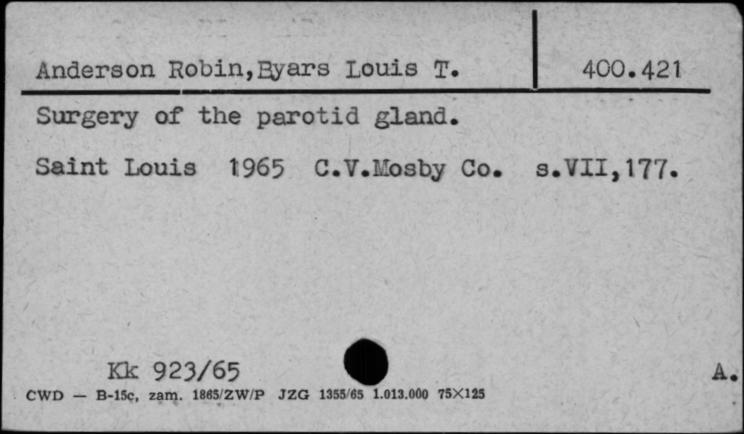 Anderson Robin,Byars Louis T. 400.421
Surgery of the parotid gland.
Saint Louis 1965 C.V.Mosby Co. s.VII,177.
Kk 923/65 A.
CWD — B-15c, zam. 1865/ZW/P JZG 1355/65 1.013.000 75X125